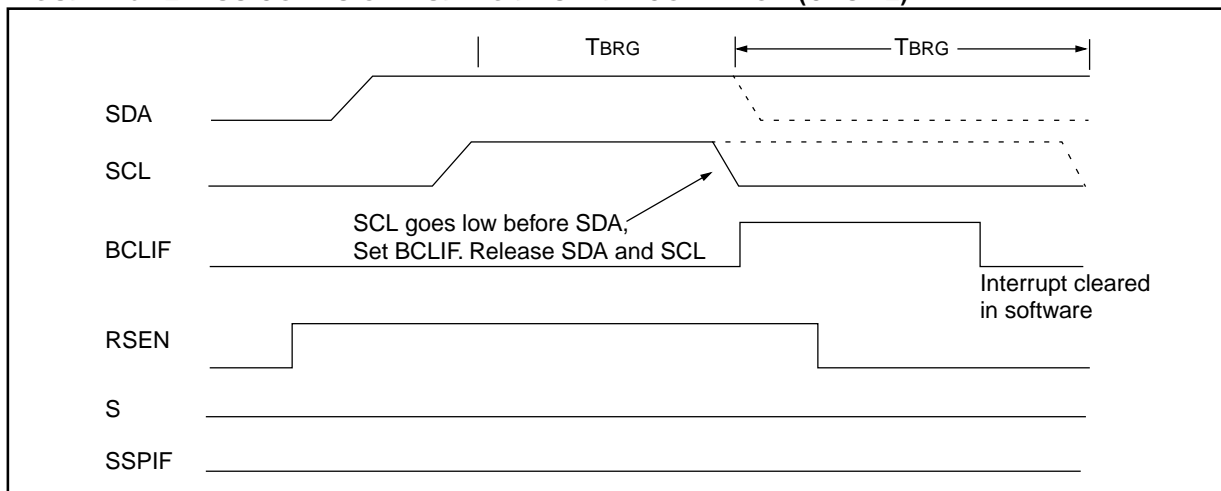 TBRG TBRG
SDA
SCL
SCL goes low before SDA,
Set BCLIF. Release SDA and SCL
BCLIF
Interrupt cleared
in software
RSEN
S
SSPIF